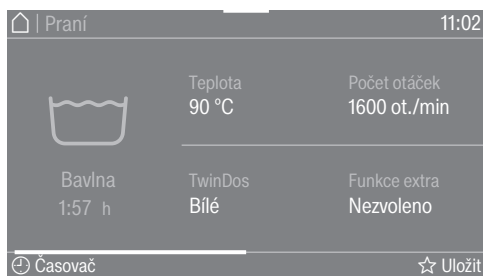 | Praní 11:02
Teplota Počet otáček
90 °C 1600 ot./min
Bavlna TwinDos Funkce extra
1:57 h Bílé Nezvoleno
Časovač Uložit